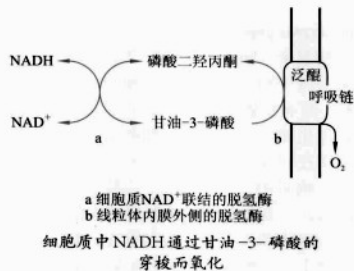 NADH
磷酸二羟丙酮
泛醌
呼吸链
NAD⁺
甘油-3-磷酸
a
b
O₂
a 细胞质NAD⁺联结的脱氢酶
b 线粒体内膜外侧的脱氢酶
细胞质中NADH通过甘油-3-磷酸的
穿梭而氧化